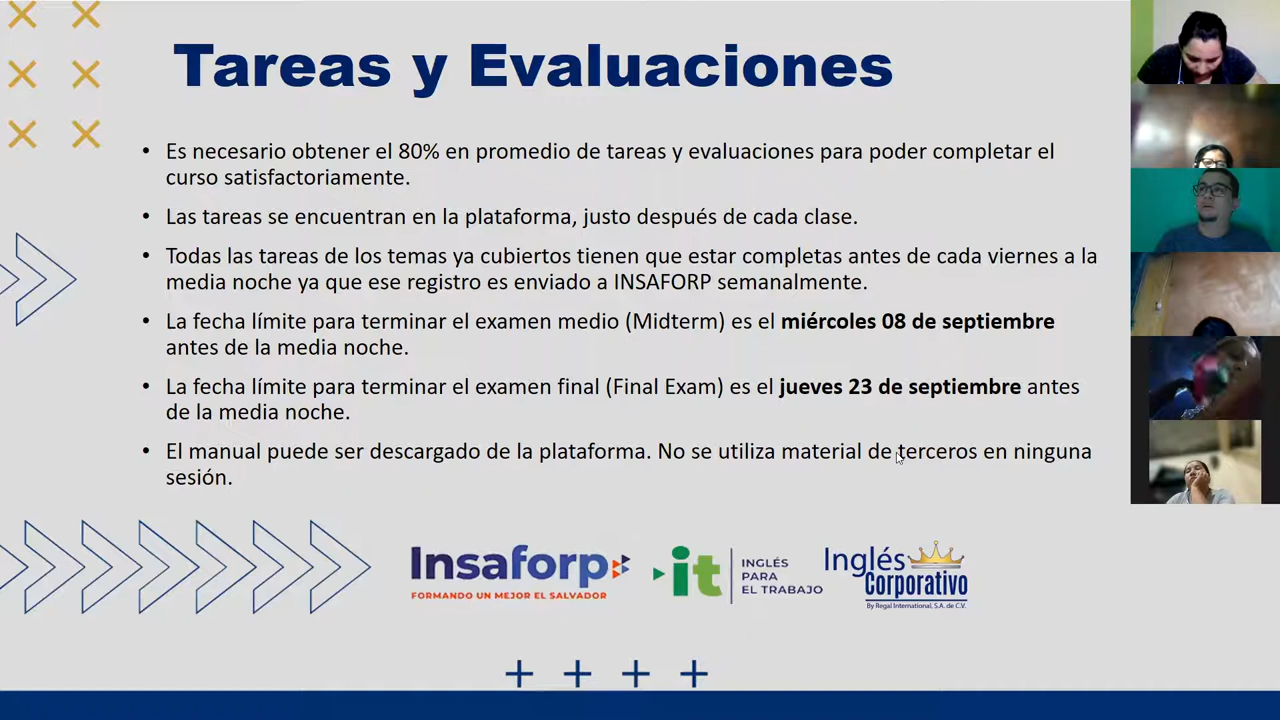 Tareas y Evaluaciones
• Es necesario obtener el 80% en promedio de tareas y evaluaciones para poder completar el
curso satisfactoriamente.
• Las tareas se encuentran en la plataforma, justo después de cada clase.
• Todas las tareas de los temas ya cubiertos tienen que estar completas antes de cada viernes a la
media noche ya que ese registro es enviado a INSAFORP semanalmente.
• La fecha límite para terminar el examen medio (Midterm) es el miércoles 08 de septiembre
antes de la media noche.
• La fecha límite para terminar el examen final (Final Exam) es el jueves 23 de septiembre antes
de la media noche.
• El manual puede ser descargado de la plataforma. No se utiliza material de terceros en ninguna
sesión.
Insaforp
FORMANDO UN MEJOR EL SALVADOR
it
INGLÉS
PARA
EL TRABAJO
Inglés
Corporativo
By Regal International, S.A. de C.V.